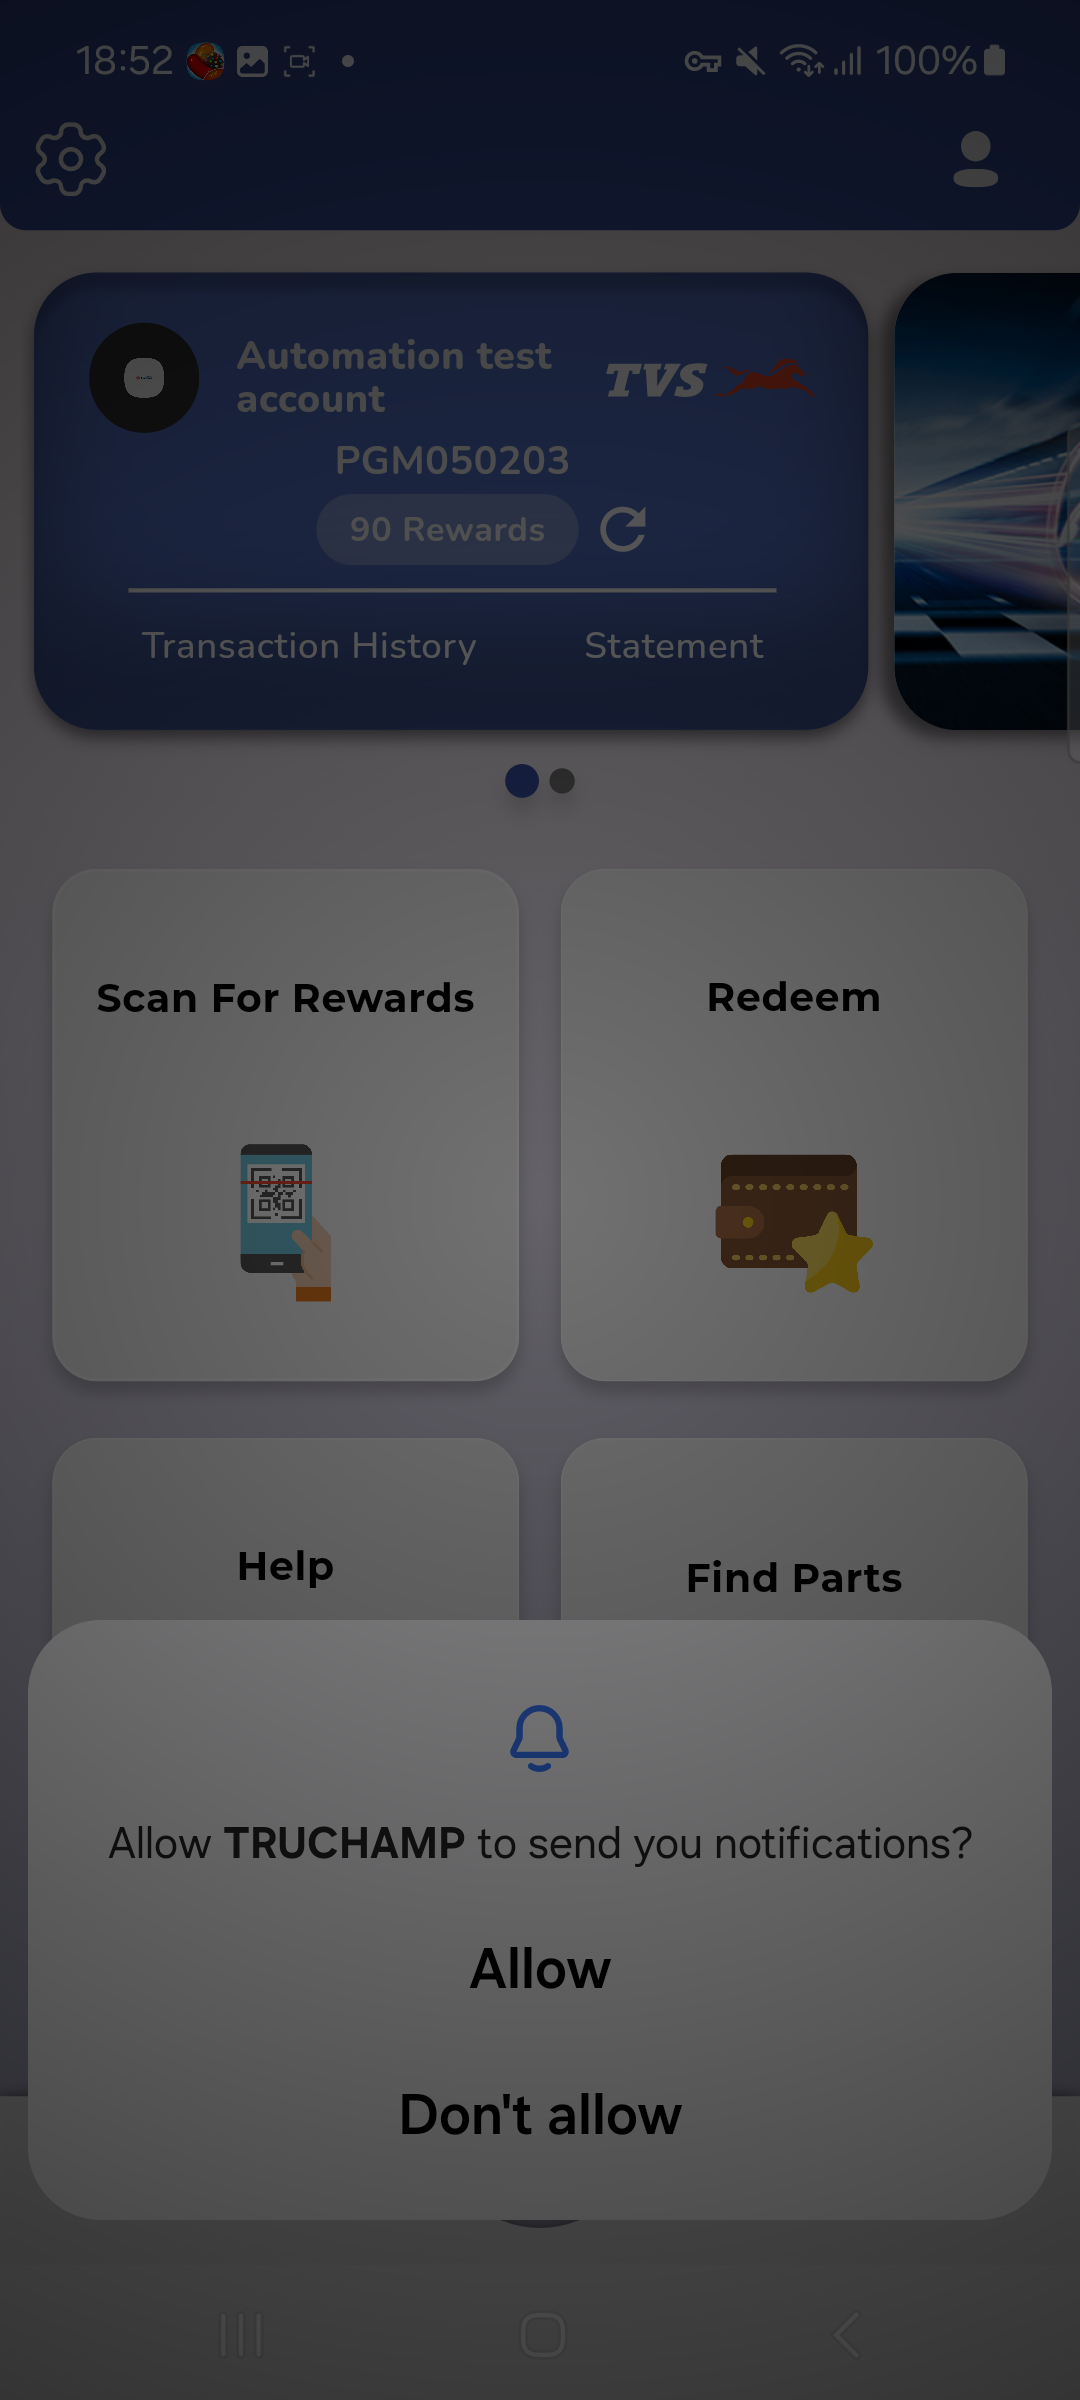 18:52
100%
Automation test
account
TVS
PGM050203
90 Rewards
Transaction History
Statement
Scan For Rewards
Redeem
Help
Find Parts
Allow TRUCHAMP to send you notifications?
Allow
Don't allow